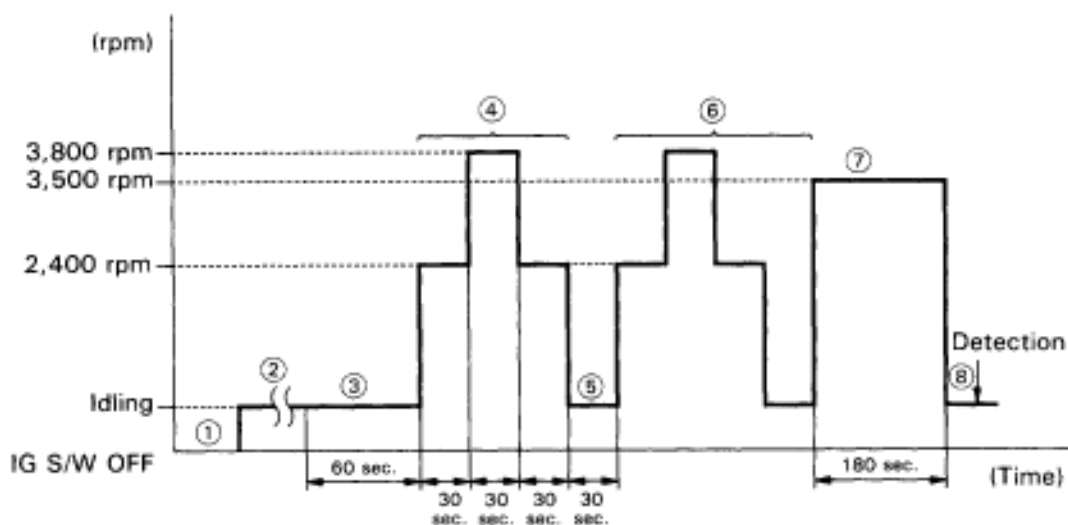 (rpm)
④ ⑥
3,800 rpm
3,500 rpm
⑦
2,400 rpm
② ③ ⑤ ⑧ Detection
Idling
①
IG S/W OFF
60 sec. 180 sec. (Time)
30 30 30 30
sec. sec. sec. sec.